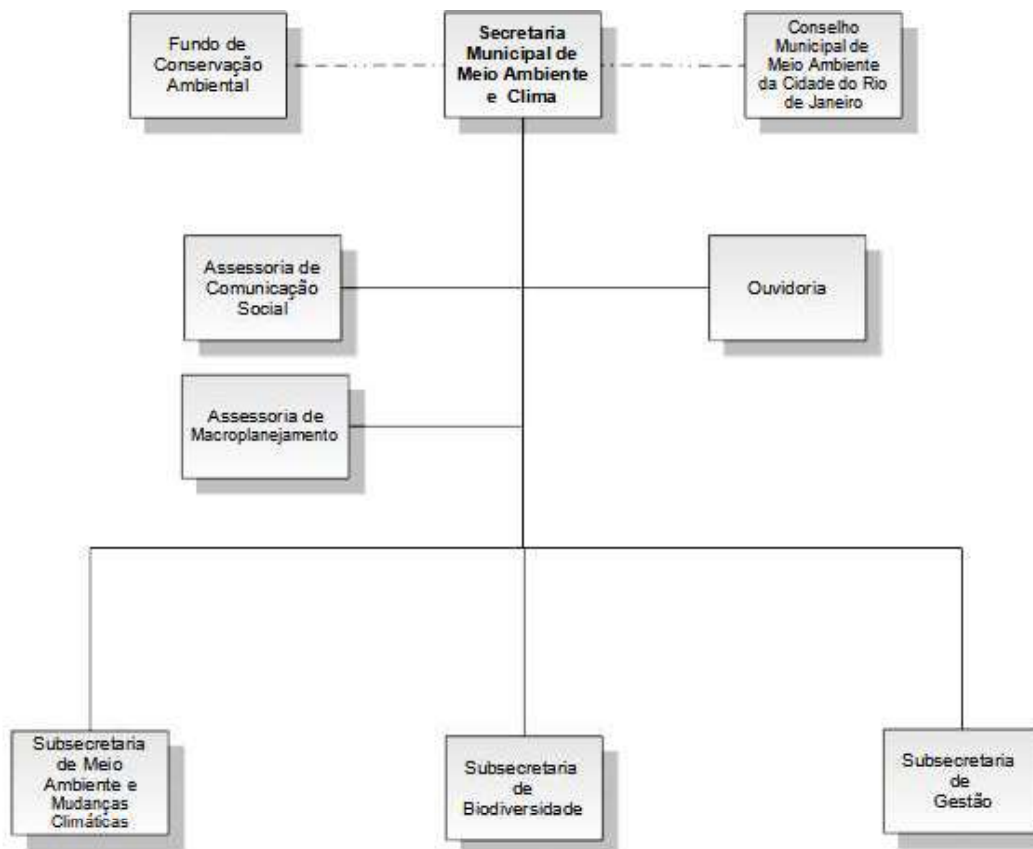 Fundo de
Conservação
Ambiental
Secretaria
Municipal de
Meio Ambiente
e Clima
Conselho
Municipal de
Meio Ambiente
da Cidade do Rio
de Janeiro
Assessoria de
Comunicação
Social
Ouvidoria
Assessoria de
Macroplanejamento
Subsecretaria
de Meio
Ambiente e
Mudanças
Climáticas
Subsecretaria
de
Biodiversidade
Subsecretaria
de
Gestão